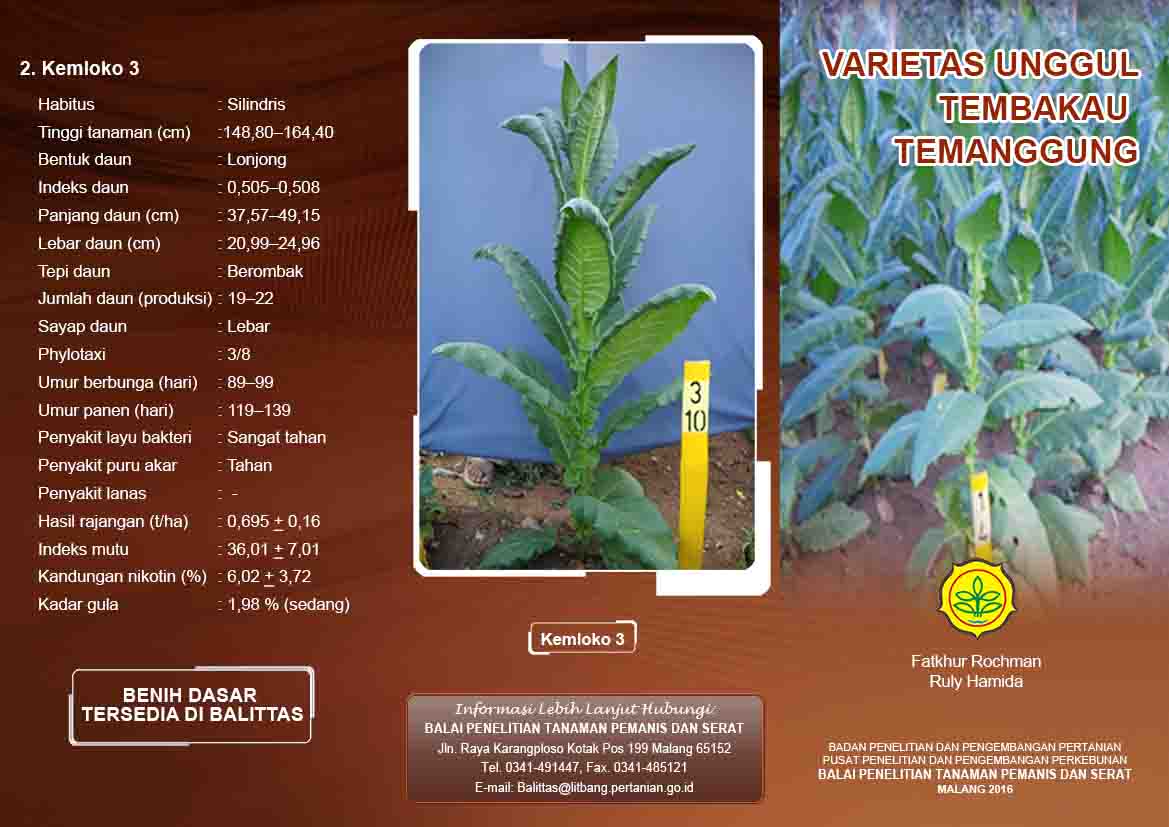 2. Kemloko 3
Habitus : Silindris
Tinggi tanaman (cm) :148,80–164,40
Bentuk daun : Lonjong
Indeks daun : 0,505–0,508
Panjang daun (cm) : 37,57–49,15
Lebar daun (cm) : 20,99–24,96
Tepi daun : Berombak
Jumlah daun (produksi) : 19–22
Sayap daun : Lebar
Phylotaxi : 3/8
Umur berbunga (hari) : 89–99
Umur panen (hari) : 119–139
Penyakit layu bakteri : Sangat tahan
Penyakit puru akar : Tahan
Penyakit lanas : -
Hasil rajangan (t/ha) : 0,695 ± 0,16
Indeks mutu : 36,01 ± 7,01
Kandungan nikotin (%) : 6,02 ± 3,72
Kadar gula : 1,98 % (sedang)
BENIH DASAR
TERSEDIA DI BALITTAS
3
10
Kemloko 3
Informasi Lebih Lanjut Hubungi:
BALAI PENELITIAN TANAMAN PEMANIS DAN SERAT
Jln. Raya Karangploso Kotak Pos 199 Malang 65152
Tel. 0341-491447, Fax. 0341-485121
E-mail: Balittas@litbang.pertanian.go.id
VARIETAS UNGGUL
TEMBAKAU
TEMANGGUNG
Fatkhur Rochman
Ruly Hamida
BADAN PENELITIAN DAN PENGEMBANGAN PERTANIAN
PUSAT PENELITIAN DAN PENGEMBANGAN PERKEBUNAN
BALAI PENELITIAN TANAMAN PEMANIS DAN SERAT
MALANG 2016